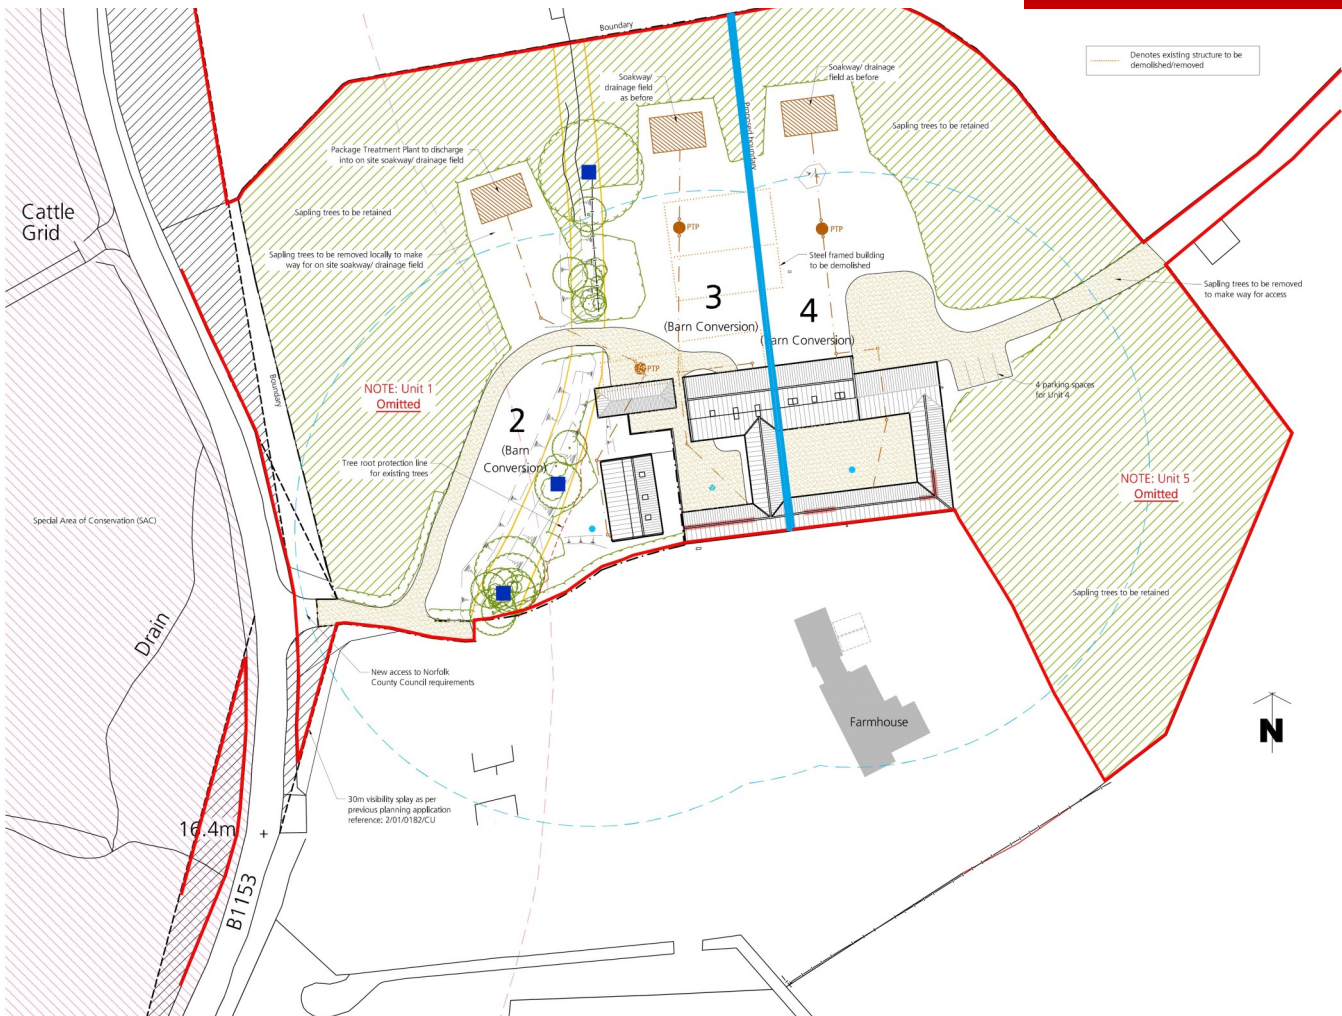 Boundary
Denotes existing structure to be
demolished/removed
Soakway/
drainage field
as before
Soakway/ drainage
field as before
Proposed boundary
Sapling trees to be retained
Package Treatment Plant to discharge
into on site soakway/ drainage field
Cattle
Grid
Sapling trees to be retained
PTP
PTP
Sapling trees to be removed locally to make
way for on site soakway/ drainage field
Steel framed building
to be demolished
Sapling trees to be removed
to make way for access
3
(Barn Conversion)
4
(Barn Conversion)
PTP
Boundary
NOTE: Unit 1
Omitted
4 parking spaces
for Unit 4
2
(Barn
Conversion)
Tree root protection line
for existing trees
NOTE: Unit 5
Omitted
Special Area of Conservation (SAC)
Sapling trees to be retained
Drain
New access to Norfolk
County Council requirements
Farmhouse
N
30m visibility splay as per
previous planning application
reference: 2/01/0182/CU
16.4m
B1153